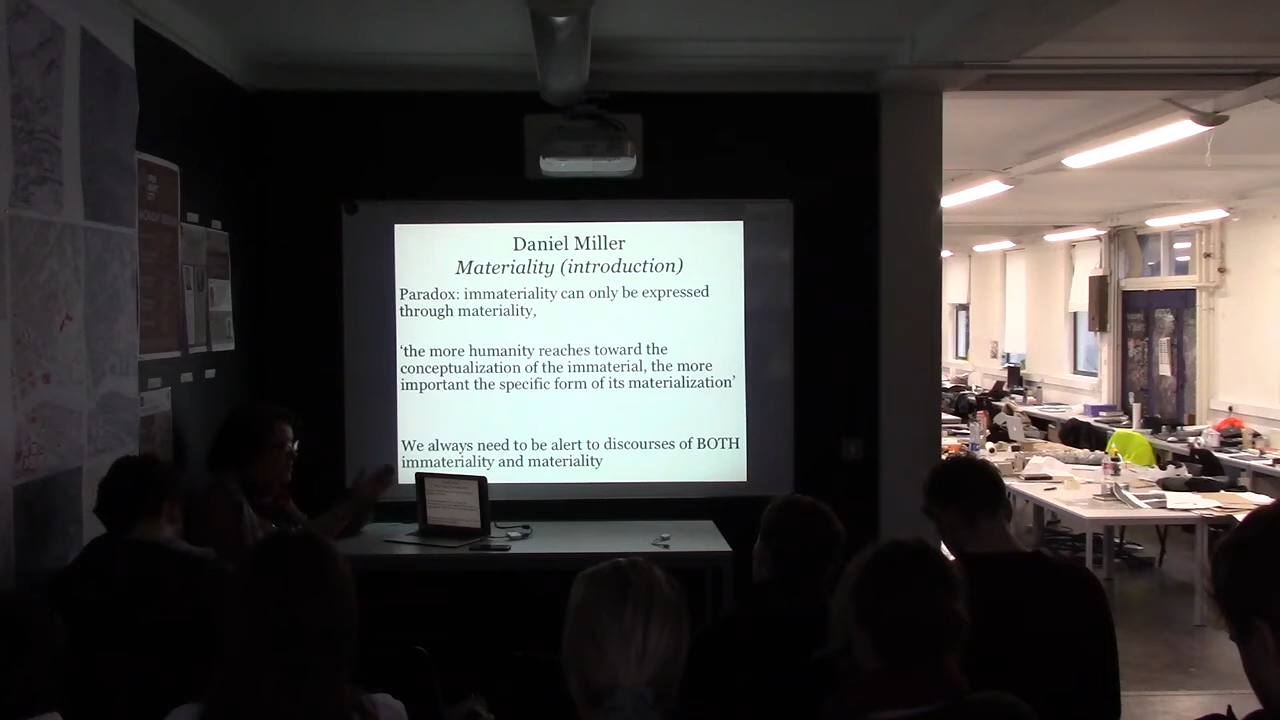 Daniel Miller
Materiality (introduction)
Paradox: immateriality can only be expressed
through materiality,
‘the more humanity reaches toward the
conceptualization of the immaterial, the more
important the specific form of its materialization’
We always need to be alert to discourses of BOTH
immateriality and materiality